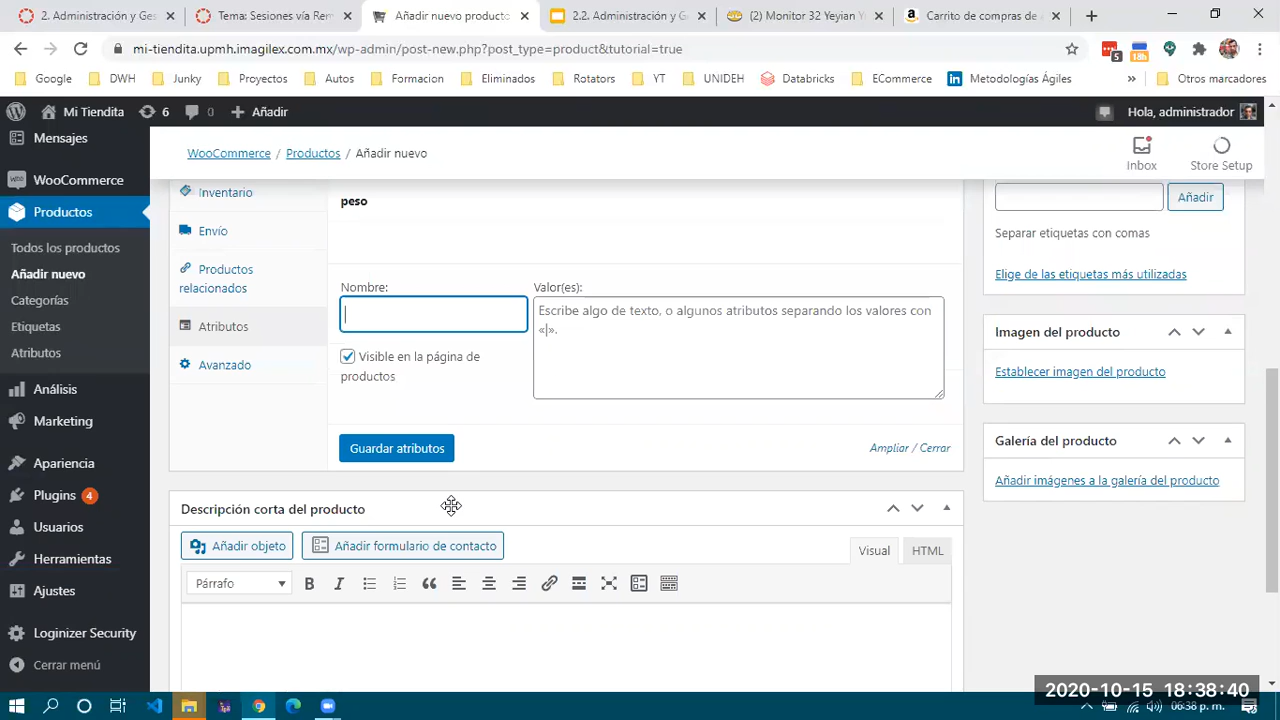 2. Administración y Ges
Tema: Sesiones vía Rem
Añadir nuevo producto
2.2. Administración y G
(2) Monitor 32 Yeyian Y
Carrito de compras de a
mi-tiendita.upmh.imagilex.com.mx/wp-admin/post-new.php?post_type=product&tutorial=true
5
18h
Google
DWH
Junky
Proyectos
Autos
Formacion
Eliminados
Rotators
YT
UNIDEH
Databricks
ECommerce
Metodologías Ágiles
»
Otros marcadores
Mi Tiendita
6
0
Añadir
Hola, administrador
Mensajes
WooCommerce
Productos
Todos los productos
Añadir nuevo
Categorías
Etiquetas
Atributos
Análisis
Marketing
Apariencia
Plugins 4
Usuarios
Herramientas
Ajustes
Loginizer Security
Cerrar menú
WooCommerce / Productos / Añadir nuevo
Inbox
Store Setup
Inventario
Envío
Productos
relacionados
Atributos
Avanzado
peso
Nombre:
Valor(es):
Escribe algo de texto, o algunos atributos separando los valores con
«|».
Visible en la página de
productos
Guardar atributos
Ampliar / Cerrar
Descripción corta del producto
Añadir objeto
Añadir formulario de contacto
Visual
HTML
Párrafo
B
I
Añadir
Separar etiquetas con comas
Elige de las etiquetas más utilizadas
Imagen del producto
Establecer imagen del producto
Galería del producto
Añadir imágenes a la galería del producto
2020-10-15 18:38:40
06:38 p. m.